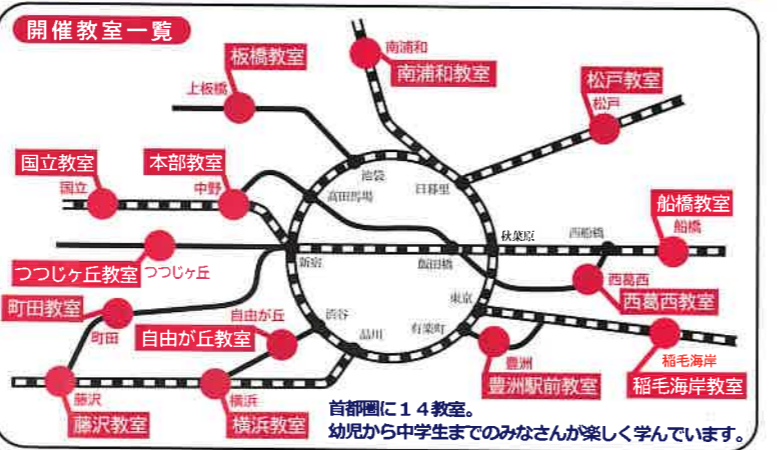 開催教室一覧
板橋教室
上板橋
南浦和
南浦和教室
松戸教室
松戸
国立教室
国立
本部教室
中野
池袋
高田馬場
日暮里
船橋教室
船橋
秋葉原
西船橋
つつじヶ丘教室
つつじヶ丘
新宿
飯田橋
西葛西
西葛西教室
町田教室
町田
自由が丘
自由が丘教室
渋谷
品川
有楽町
東京
豊洲
豊洲駅前教室
稲毛海岸
稲毛海岸教室
藤沢
藤沢教室
横浜
横浜教室
首都圏に１４教室。
幼児から中学生までのみなさんが楽しく学んでいます。